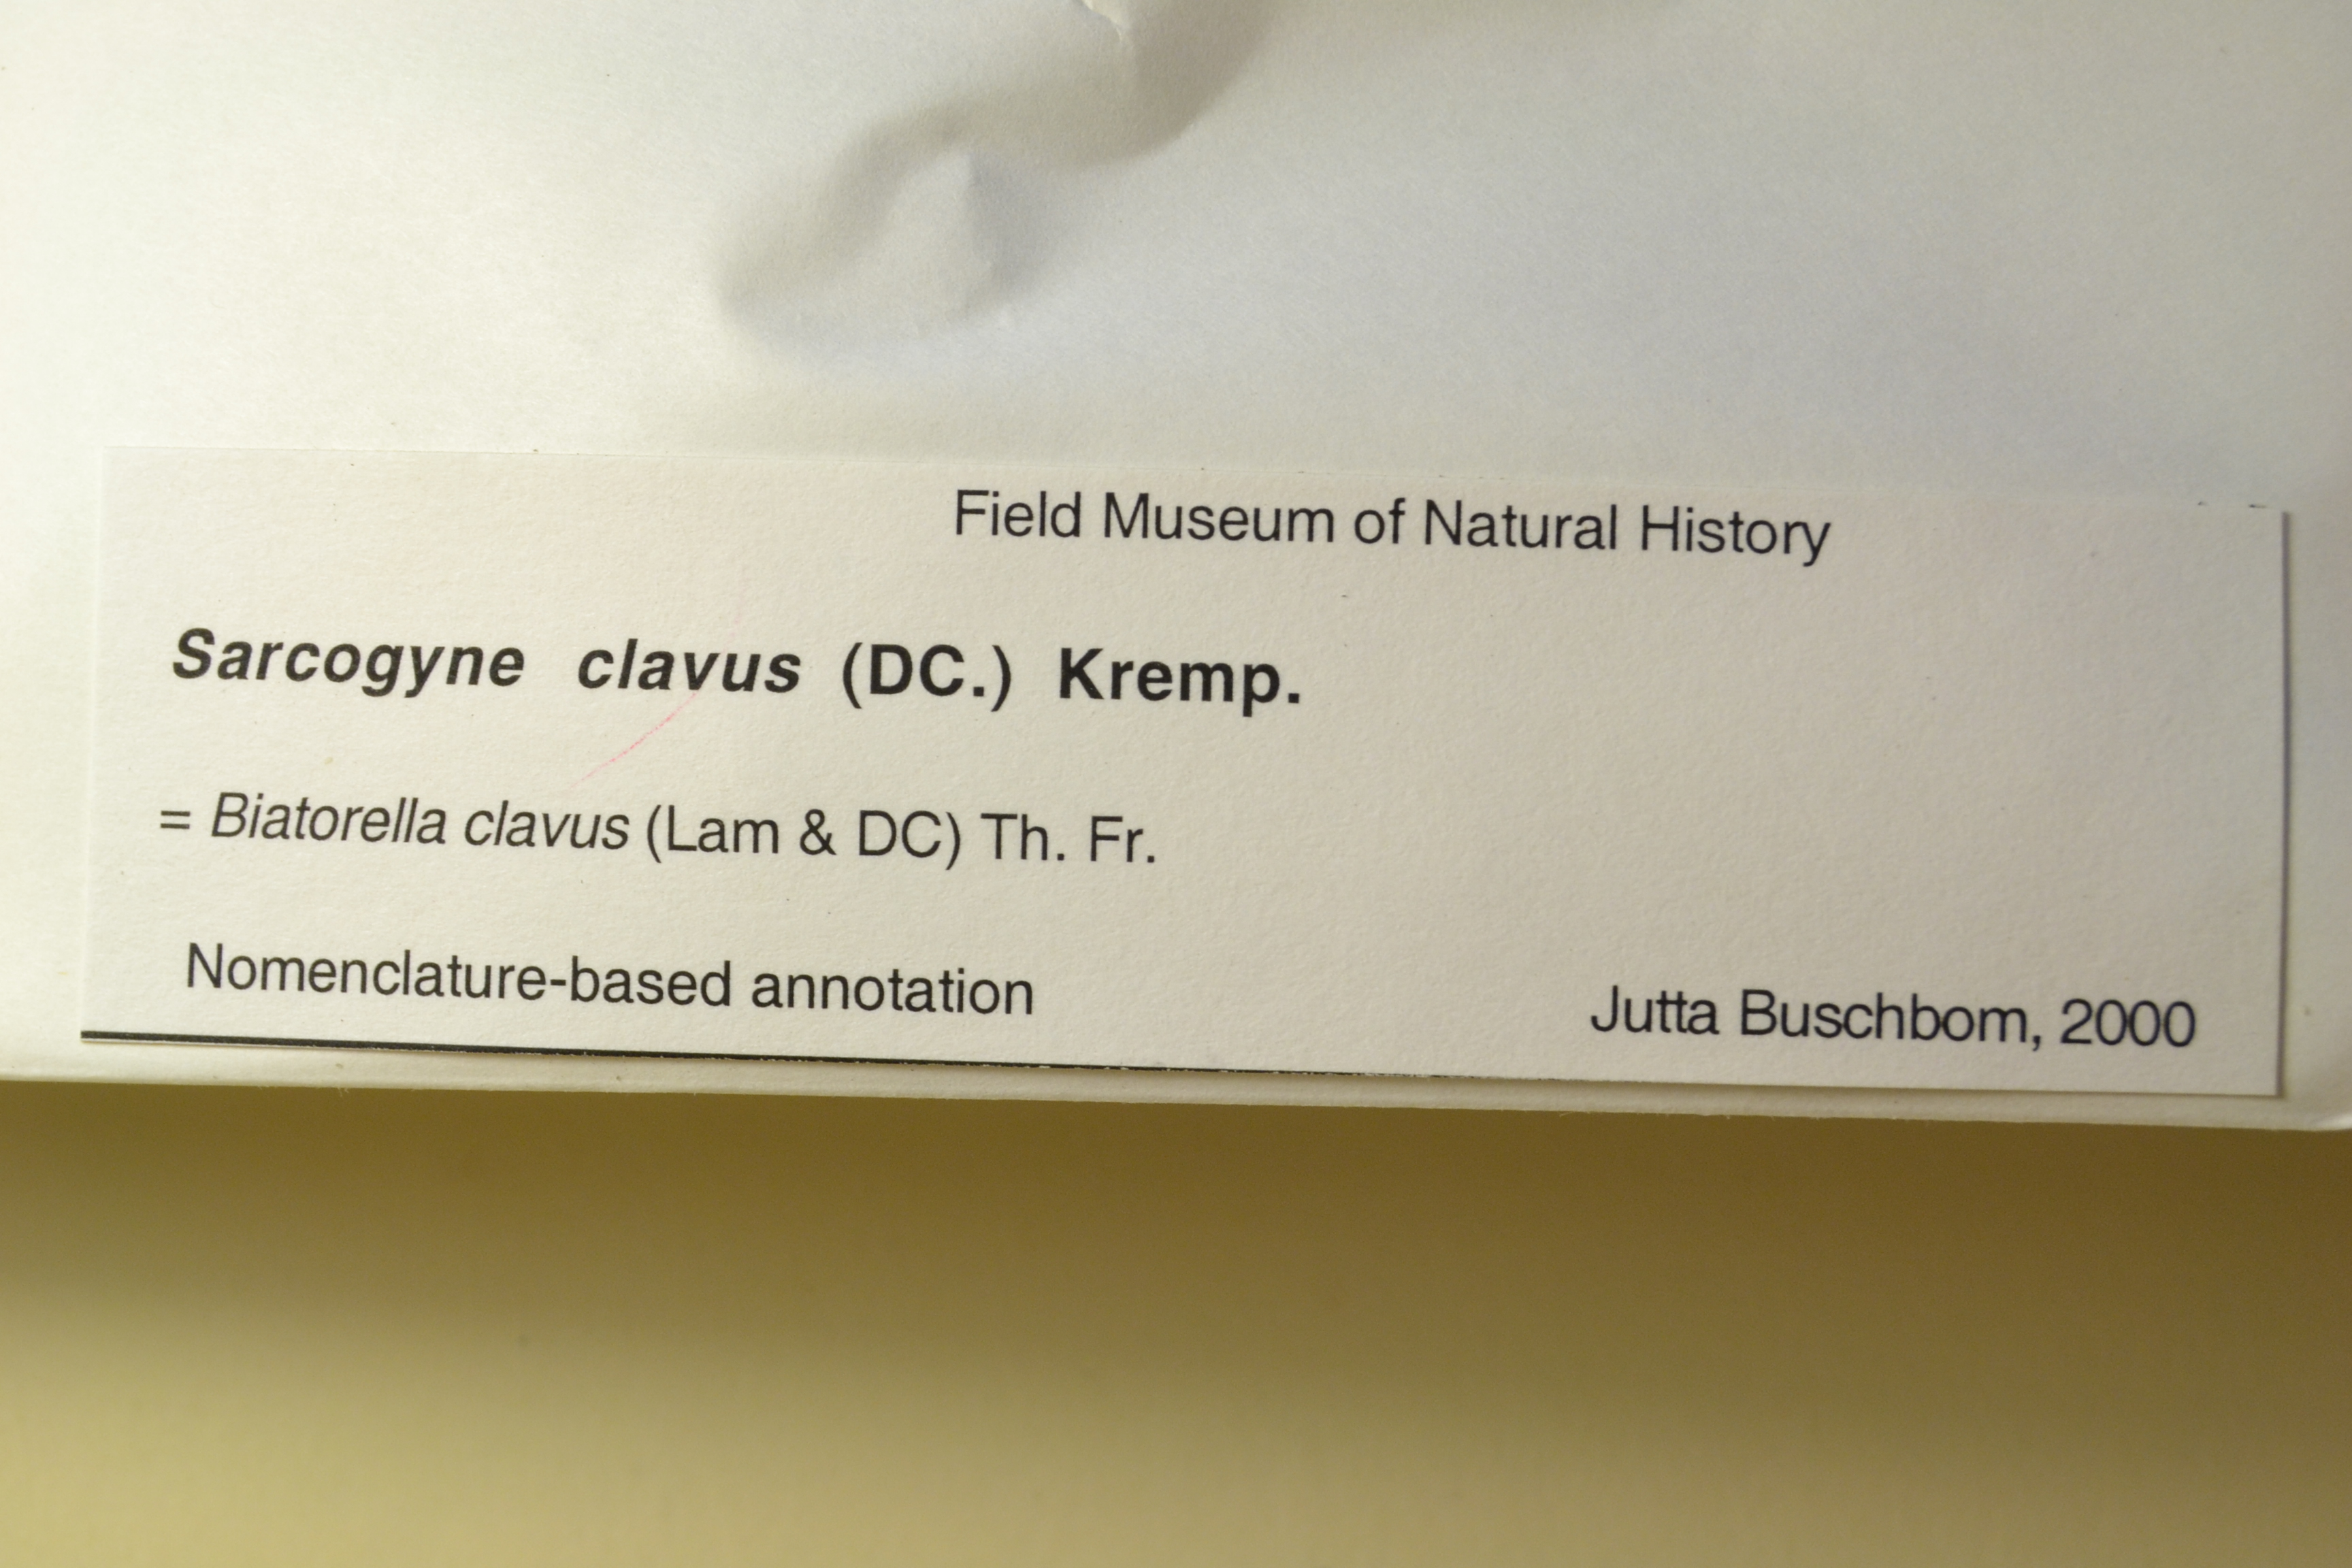 Field Museum of Natural History
Sarcogyne clavus (DC.) Kremp.
= Biatorella clavus (Lam & DC) Th. Fr.
Nomenclature-based annotation
Jutta Buschbom, 2000